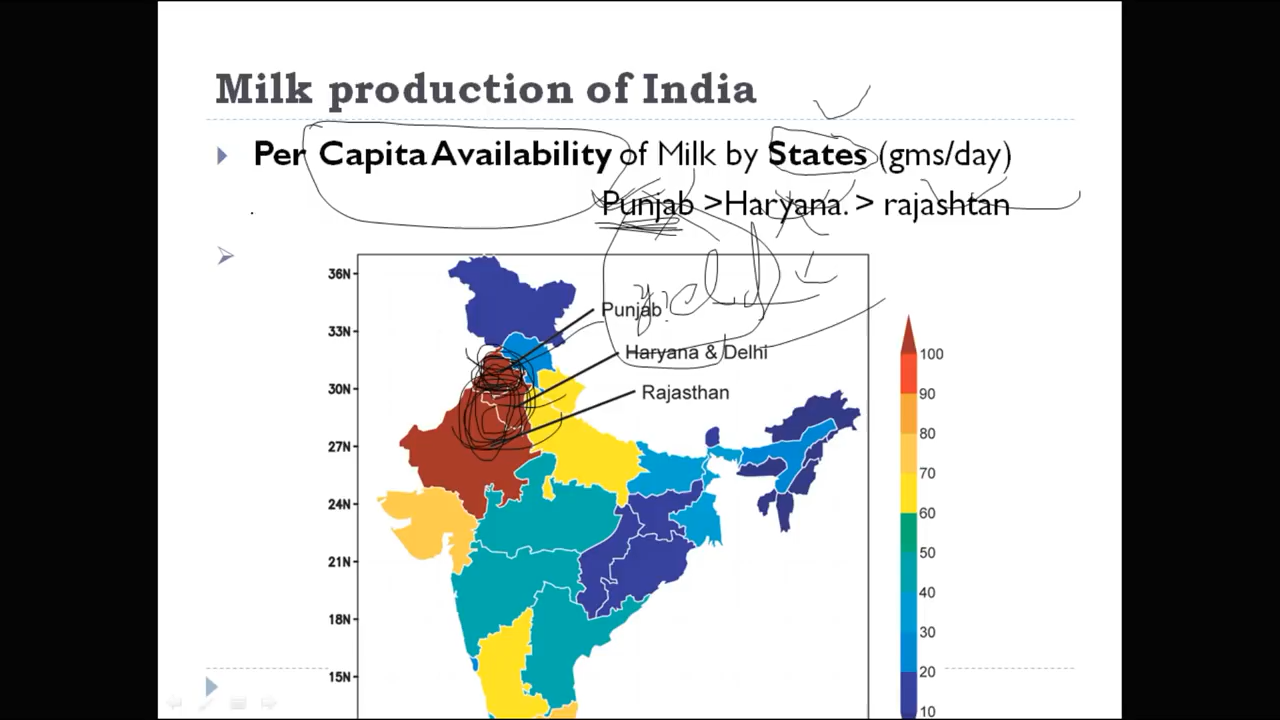 Milk production of India
Per Capita Availability of Milk by States (gms/day)
Punjab >Haryana. > rajashtan
yield
36N
33N
30N
27N
24N
21N
18N
15N
Punjab
Haryana & Delhi
Rajasthan
100
90
80
70
60
50
40
30
20
10